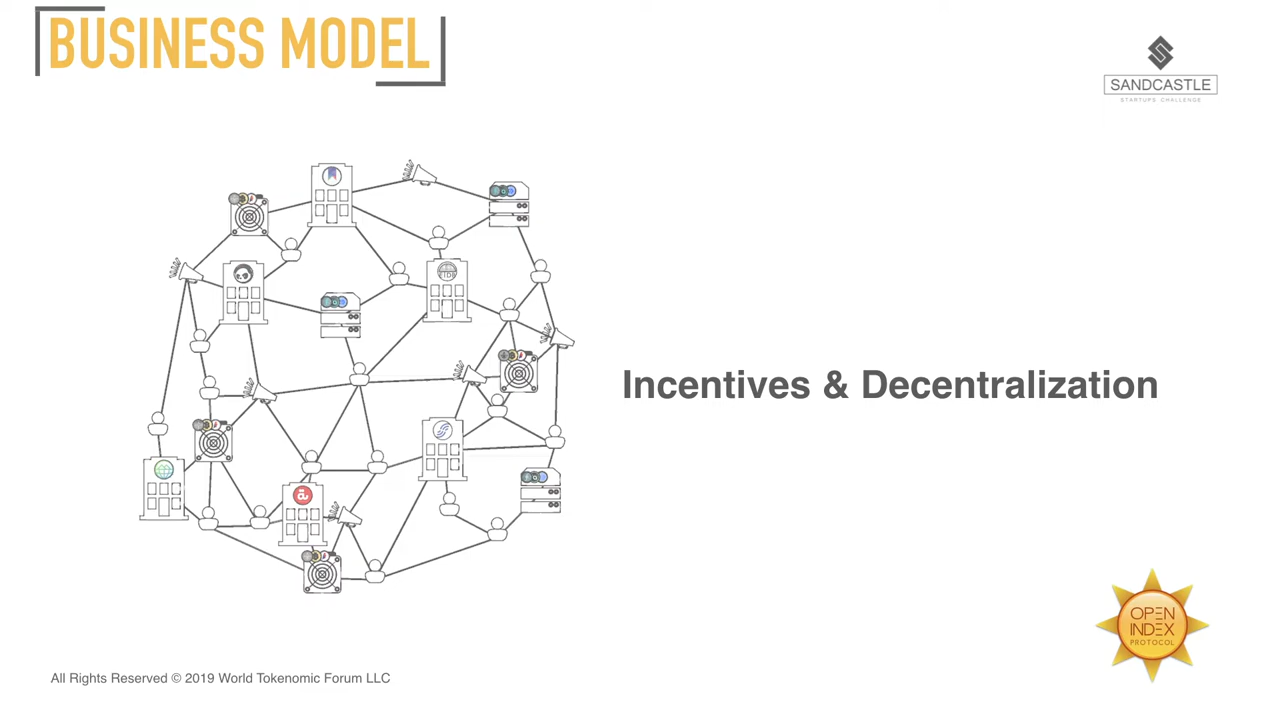 BUSINESS MODEL
SANDCASTLE
STARTUPS CHALLENGE
Incentives & Decentralization
OPEN
INDEX
PROTOCOL
All Rights Reserved © 2019 World Tokenomic Forum LLC